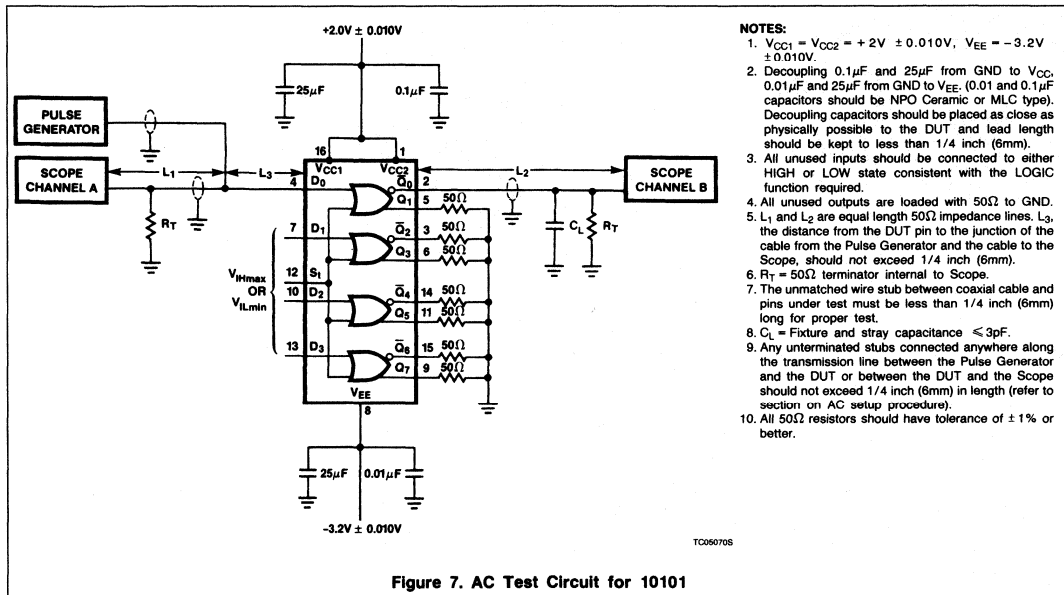 +2.0V ± 0.010V
25μF
0.1μF
PULSE
GENERATOR
SCOPE
CHANNEL A
L1
L3
RT
16
1
VCC1
VCC2
L2
SCOPE
CHANNEL B
4 D0
Q̅0 2
Q1 5 50Ω
CL
RT
7 D1
Q̅2 3 50Ω
Q3 6 50Ω
VIHmax
OR
VILmin
12 S1
10 D2
Q̅4 14 50Ω
Q5 11 50Ω
13 D3
Q̅6 15 50Ω
Q7 9 50Ω
VEE
8
25μF
0.01μF
-3.2V ± 0.010V
TC05070S
NOTES:
1. VCC1 = VCC2 = +2V ±0.010V, VEE = -3.2V
±0.010V.
2. Decoupling 0.1μF and 25μF from GND to VCC,
0.01μF and 25μF from GND to VEE. (0.01 and 0.1μF
capacitors should be NPO Ceramic or MLC type).
Decoupling capacitors should be placed as close as
physically possible to the DUT and lead length
should be kept to less than 1/4 inch (6mm).
3. All unused inputs should be connected to either
HIGH or LOW state consistent with the LOGIC
function required.
4. All unused outputs are loaded with 50Ω to GND.
5. L1 and L2 are equal length 50Ω impedance lines. L3,
the distance from the DUT pin to the junction of the
cable from the Pulse Generator and the cable to the
Scope, should not exceed 1/4 inch (6mm).
6. RT = 50Ω terminator internal to Scope.
7. The unmatched wire stub between coaxial cable and
pins under test must be less than 1/4 inch (6mm)
long for proper test.
8. CL = Fixture and stray capacitance ≤ 3pF.
9. Any unterminated stubs connected anywhere along
the transmission line between the Pulse Generator
and the DUT or between the DUT and the Scope
should not exceed 1/4 inch (6mm) in length (refer to
section on AC setup procedure).
10. All 50Ω resistors should have tolerance of ±1% or
better.
Figure 7. AC Test Circuit for 10101